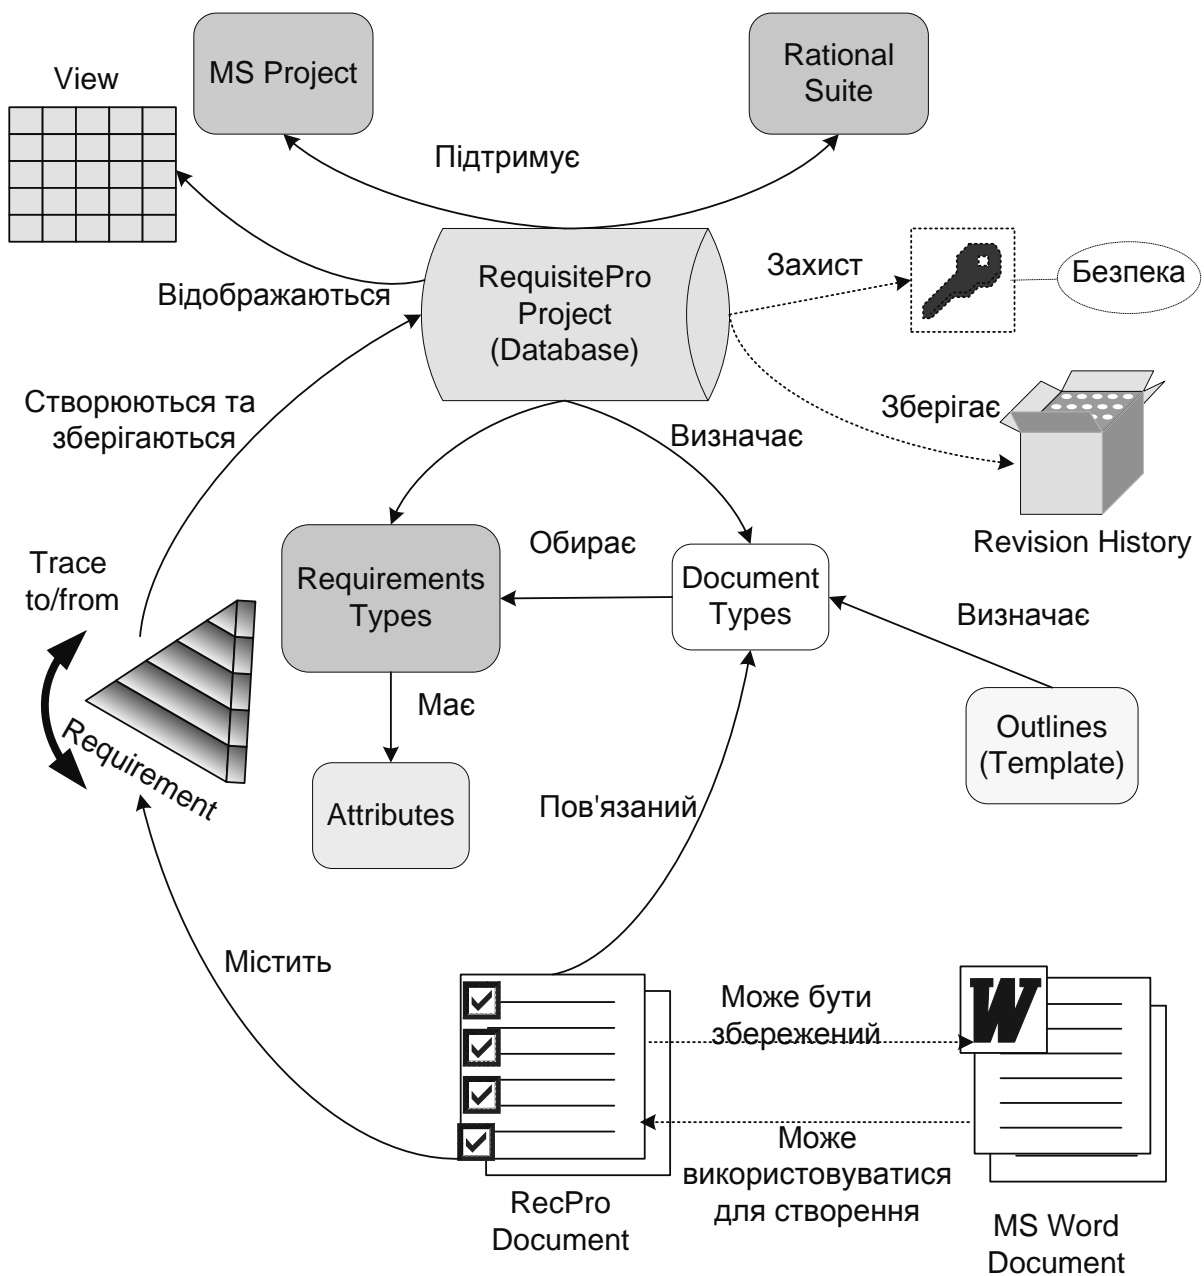 MS Project
Rational
Suite
View
Підтримує
RequisitePro
Project
(Database)
Захист
Безпека
Відображаються
Створюються та
зберігаються
Визначає
Зберігає
Revision History
Обирає
Trace
to/from
Requirements
Types
Document
Types
Визначає
Має
Requirement
Outlines
(Template)
Attributes
Пов'язаний
Містить
Може бути
збережений
W
Може
використовуватися
для створення
RecPro
Document
MS Word
Document